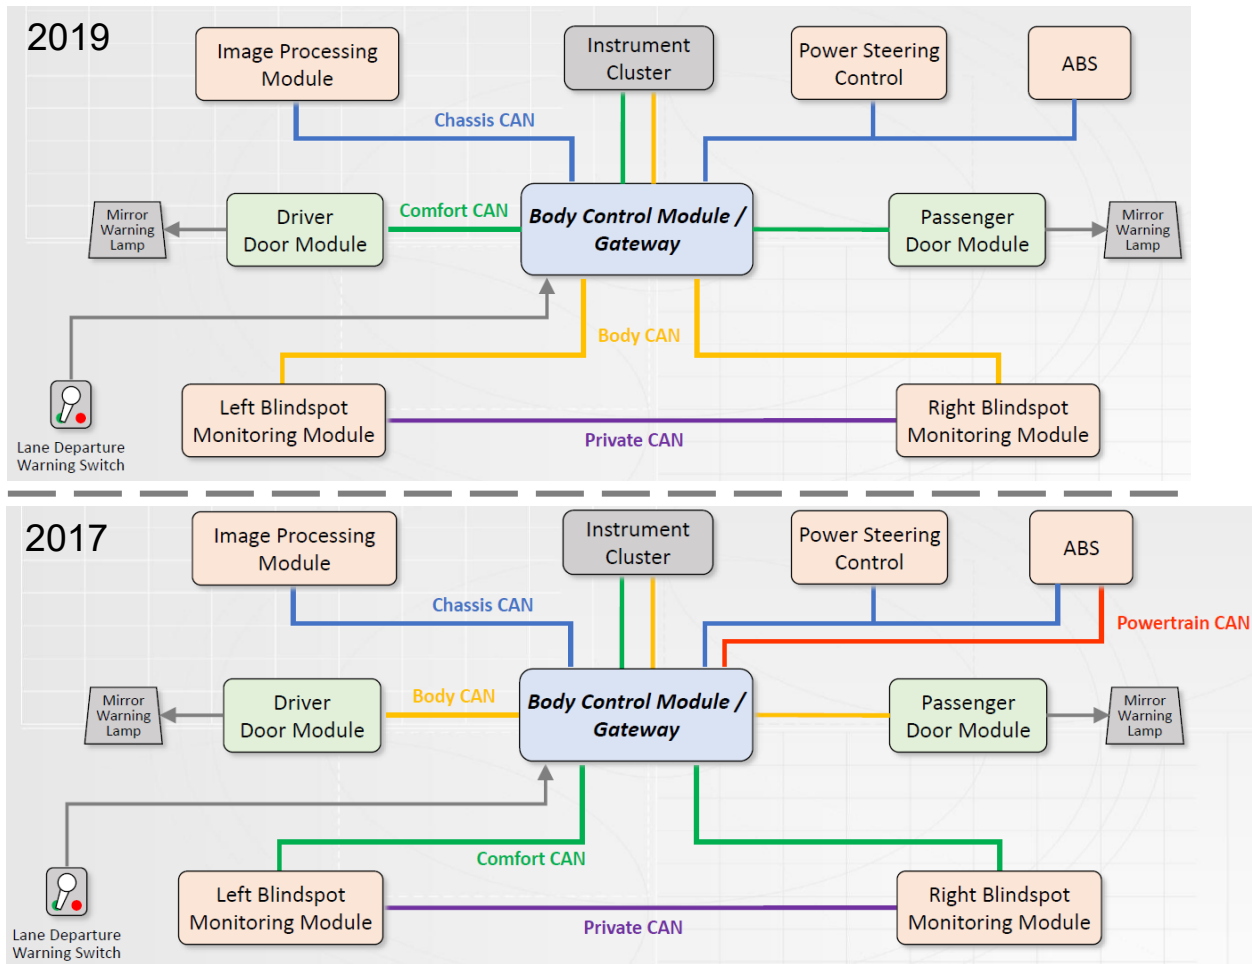 2019
Image Processing
Module
Instrument
Cluster
Power Steering
Control
ABS
Chassis CAN
Mirror
Warning
Lamp
Driver
Door Module
Comfort CAN
Body Control Module /
Gateway
Passenger
Door Module
Mirror
Warning
Lamp
Body CAN
Left Blindspot
Monitoring Module
Private CAN
Right Blindspot
Monitoring Module
Lane Departure
Warning Switch
2017
Image Processing
Module
Instrument
Cluster
Power Steering
Control
ABS
Chassis CAN
Powertrain CAN
Mirror
Warning
Lamp
Driver
Door Module
Body CAN
Body Control Module /
Gateway
Passenger
Door Module
Mirror
Warning
Lamp
Comfort CAN
Left Blindspot
Monitoring Module
Private CAN
Right Blindspot
Monitoring Module
Lane Departure
Warning Switch